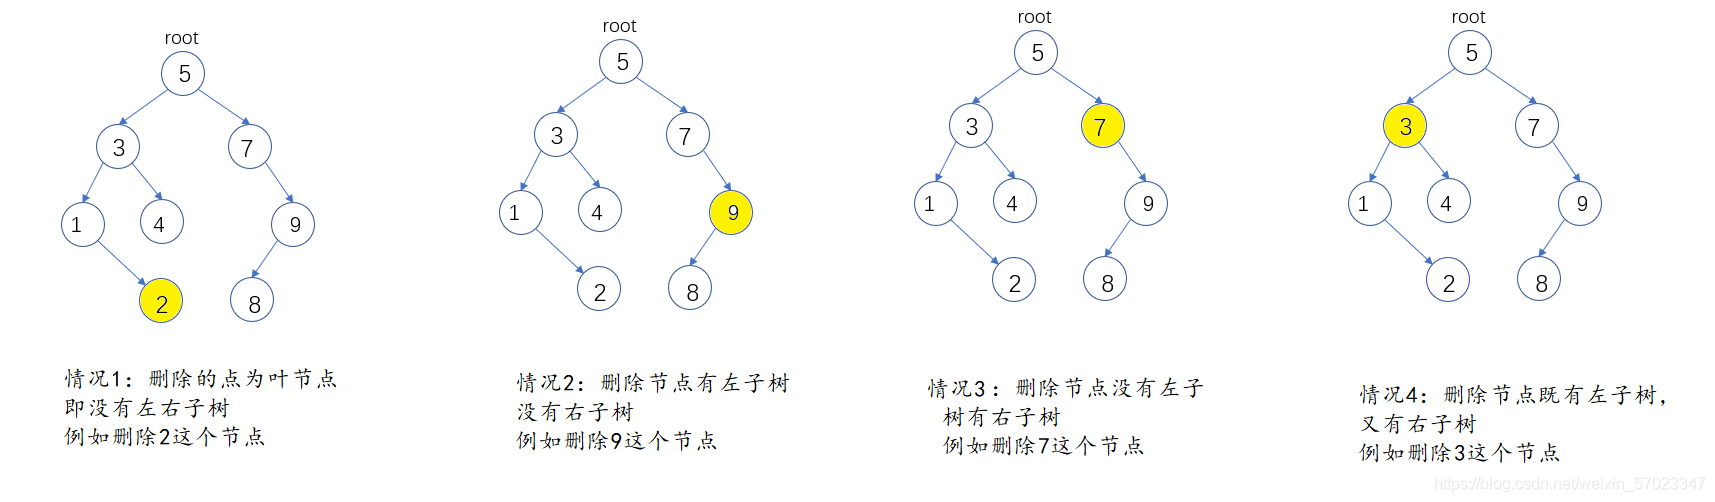 root
5
3
7
1
4
9
2
8
情况1：删除的点为叶节点
即没有左右子树
例如删除2这个节点
root
5
3
7
1
4
9
2
8
情况2：删除节点有左子树
没有右子树
例如删除9这个节点
root
5
3
7
1
4
9
2
8
情况3：删除节点没有左子
树有右子树
例如删除7这个节点
root
5
3
7
1
4
9
2
8
情况4：删除节点既有左子树，
又有右子树
例如删除3这个节点
https://blog.csdn.net/weixin_57023347